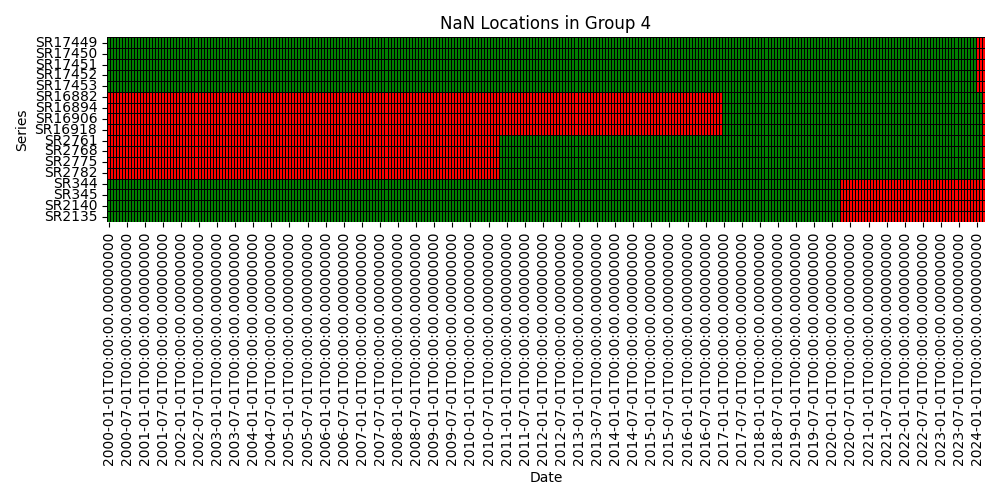 NaN Locations in Group 4
Series
SR17449
SR17450
SR17451
SR17452
SR17453
SR16882
SR16894
SR16906
SR16918
SR2761
SR2768
SR2775
SR2782
SR344
SR345
SR2140
SR2135
2000-01-01T00:00:00.000000000
2000-07-01T00:00:00.000000000
2001-01-01T00:00:00.000000000
2001-07-01T00:00:00.000000000
2002-01-01T00:00:00.000000000
2002-07-01T00:00:00.000000000
2003-01-01T00:00:00.000000000
2003-07-01T00:00:00.000000000
2004-01-01T00:00:00.000000000
2004-07-01T00:00:00.000000000
2005-01-01T00:00:00.000000000
2005-07-01T00:00:00.000000000
2006-01-01T00:00:00.000000000
2006-07-01T00:00:00.000000000
2007-01-01T00:00:00.000000000
2007-07-01T00:00:00.000000000
2008-01-01T00:00:00.000000000
2008-07-01T00:00:00.000000000
2009-01-01T00:00:00.000000000
2009-07-01T00:00:00.000000000
2010-01-01T00:00:00.000000000
2010-07-01T00:00:00.000000000
2011-01-01T00:00:00.000000000
2011-07-01T00:00:00.000000000
2012-01-01T00:00:00.000000000
2012-07-01T00:00:00.000000000
2013-01-01T00:00:00.000000000
2013-07-01T00:00:00.000000000
2014-01-01T00:00:00.000000000
2014-07-01T00:00:00.000000000
2015-01-01T00:00:00.000000000
2015-07-01T00:00:00.000000000
2016-01-01T00:00:00.000000000
2016-07-01T00:00:00.000000000
2017-01-01T00:00:00.000000000
2017-07-01T00:00:00.000000000
2018-01-01T00:00:00.000000000
2018-07-01T00:00:00.000000000
2019-01-01T00:00:00.000000000
2019-07-01T00:00:00.000000000
2020-01-01T00:00:00.000000000
2020-07-01T00:00:00.000000000
2021-01-01T00:00:00.000000000
2021-07-01T00:00:00.000000000
2022-01-01T00:00:00.000000000
2022-07-01T00:00:00.000000000
2023-01-01T00:00:00.000000000
2023-07-01T00:00:00.000000000
2024-01-01T00:00:00.000000000
Date